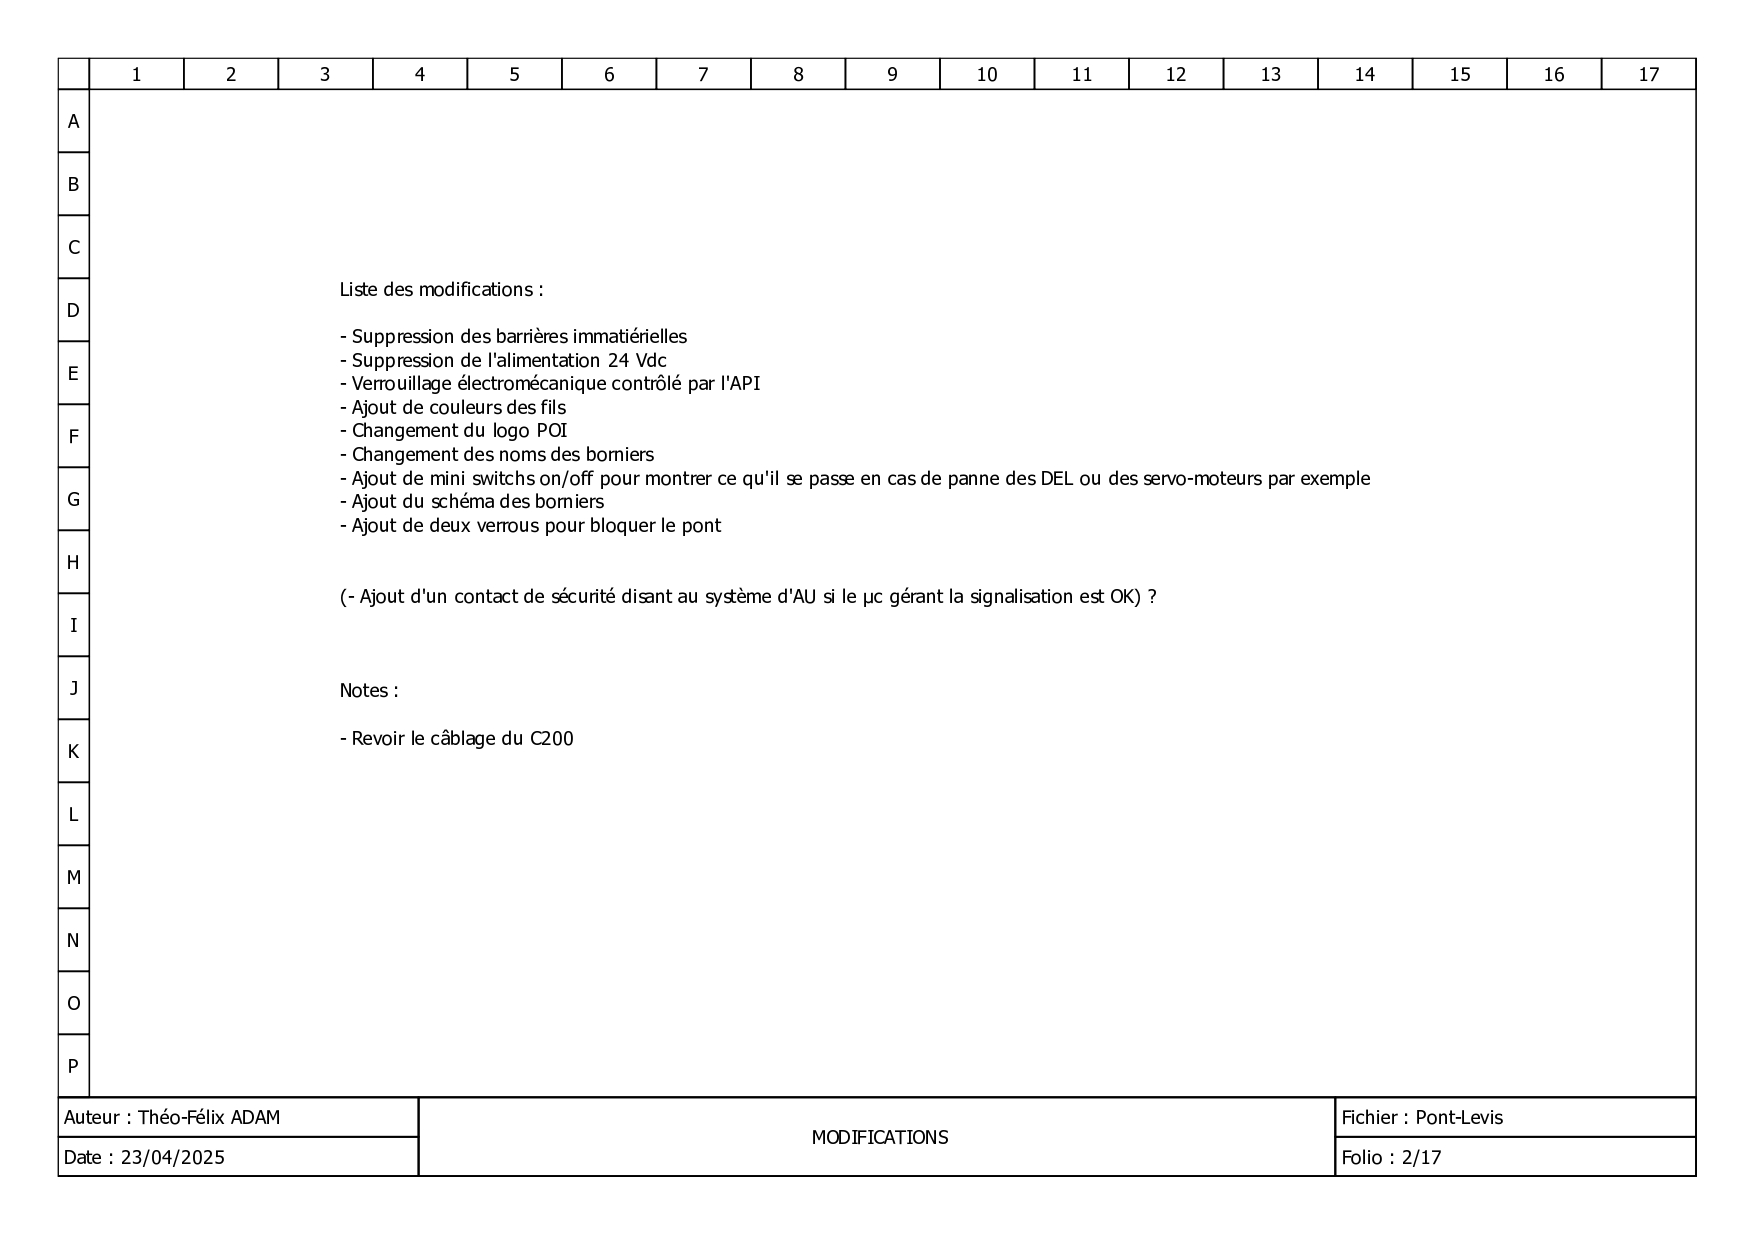 1 2 3 4 5 6 7 8 9 10 11 12 13 14 15 16 17
A
B
C
D
E
F
G
H
I
J
K
L
M
N
O
P
Liste des modifications :
- Suppression des barrières immatiérielles
- Suppression de l'alimentation 24 Vdc
- Verrouillage électromécanique contrôlé par l'API
- Ajout de couleurs des fils
- Changement du logo POI
- Changement des noms des borniers
- Ajout de mini switchs on/off pour montrer ce qu'il se passe en cas de panne des DEL ou des servo-moteurs par exemple
- Ajout du schéma des borniers
- Ajout de deux verrous pour bloquer le pont
(- Ajout d'un contact de sécurité disant au système d'AU si le µc gérant la signalisation est OK) ?
Notes :
- Revoir le câblage du C200
Auteur : Théo-Félix ADAM
Date : 23/04/2025
MODIFICATIONS
Fichier : Pont-Levis
Folio : 2/17